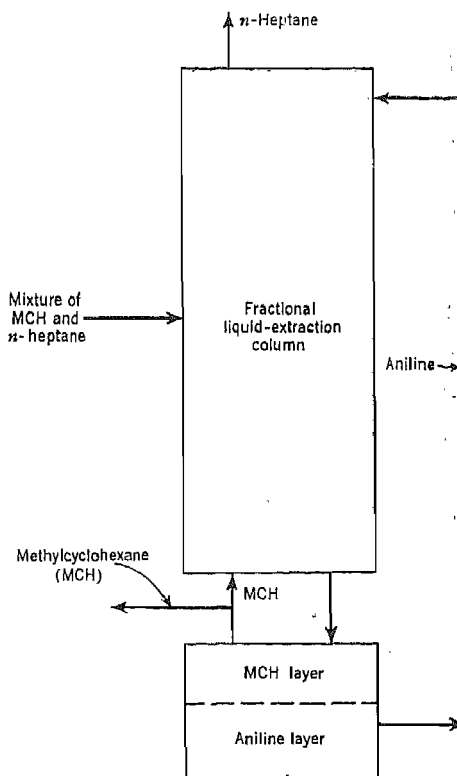 n-Heptane
Mixture of
MCH and
n-heptane
Fractional
liquid-extraction
column
Aniline
Methylcyclohexane
(MCH)
MCH
MCH layer
Aniline layer